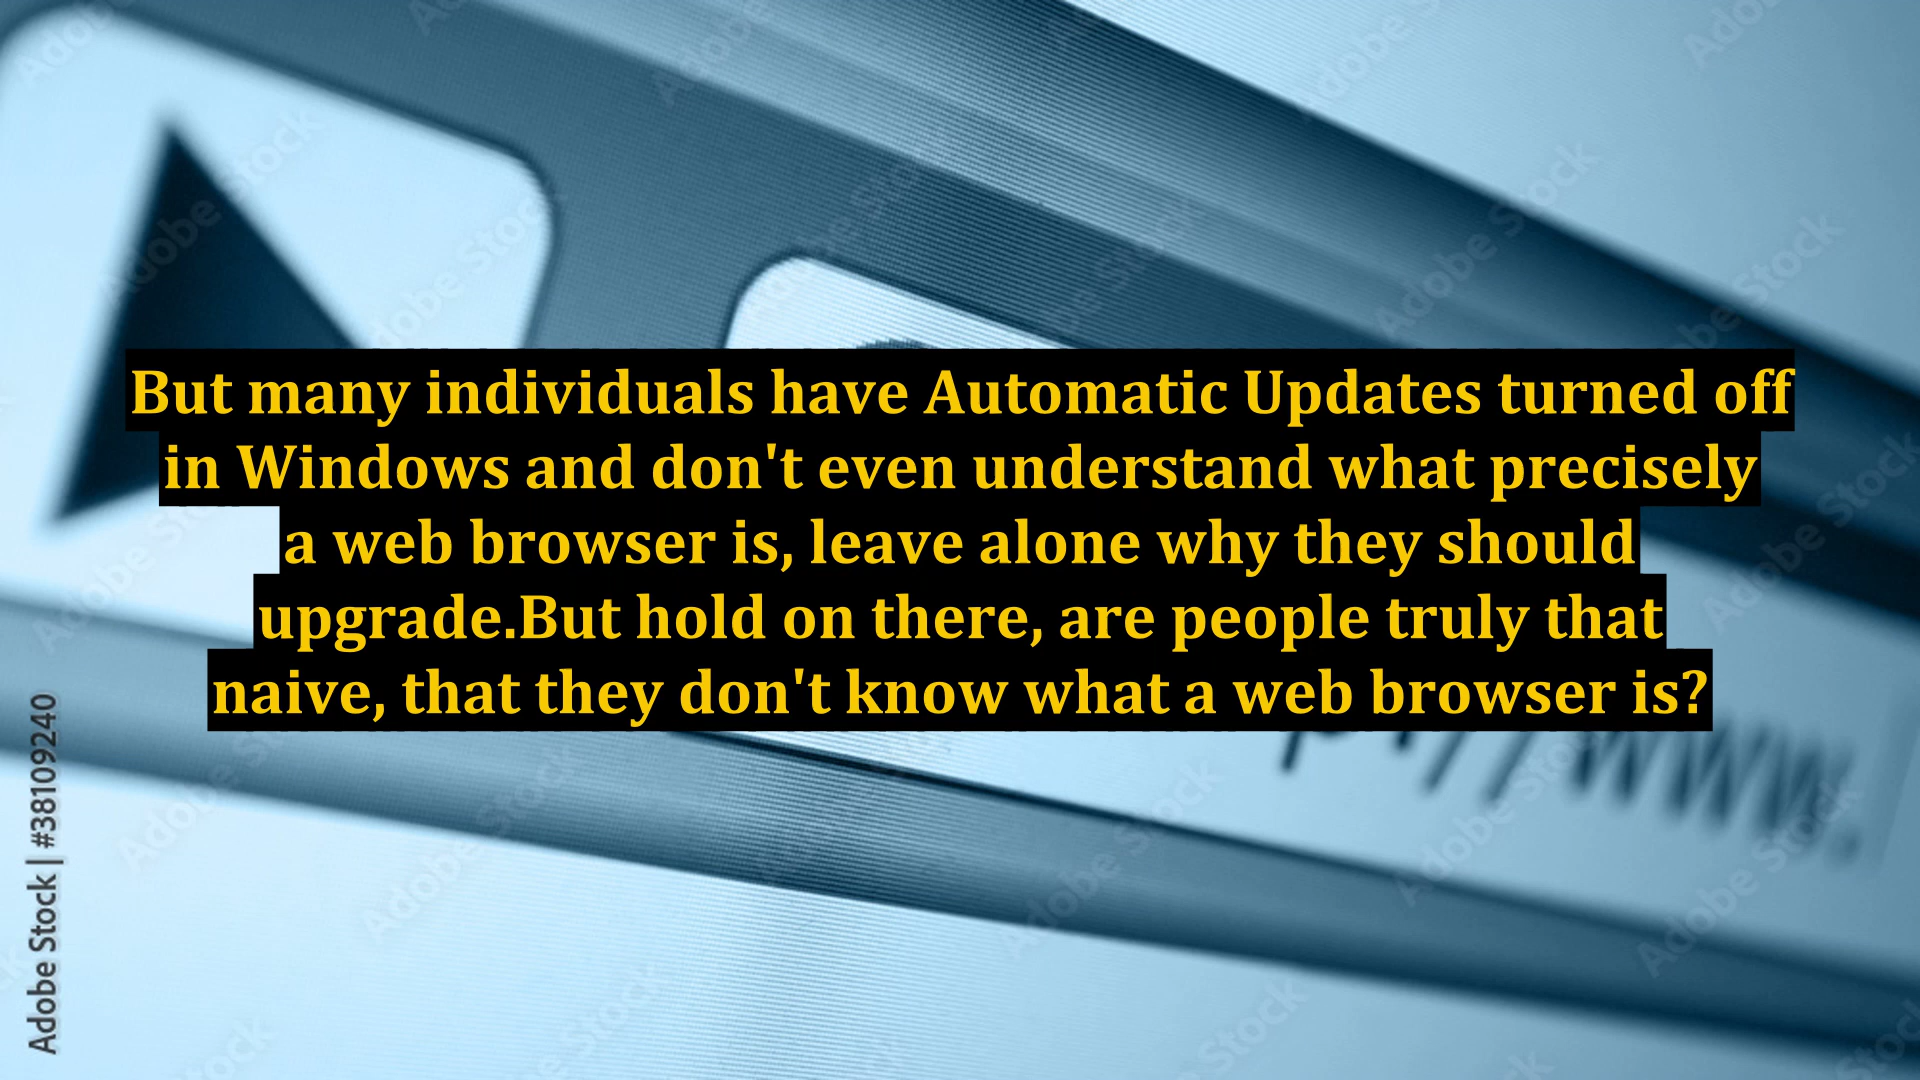 But many individuals have Automatic Updates turned off
in Windows and don't even understand what precisely
a web browser is, leave alone why they should
upgrade.But hold on there, are people truly that
naive, that they don't know what a web browser is?
//www.
Adobe Stock | #38109240